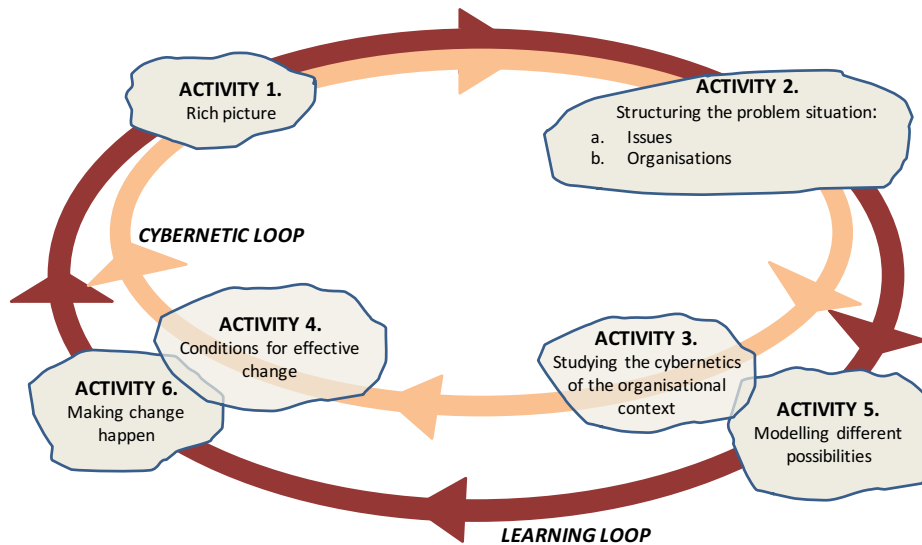 ACTIVITY 1.
Rich picture
ACTIVITY 2.
Structuring the problem situation:
a. Issues
b. Organisations
CYBERNETIC LOOP
ACTIVITY 4.
Conditions for effective
change
ACTIVITY 3.
Studying the cybernetics
of the organisational
context
ACTIVITY 6.
Making change
happen
ACTIVITY 5.
Modelling different
possibilities
LEARNING LOOP